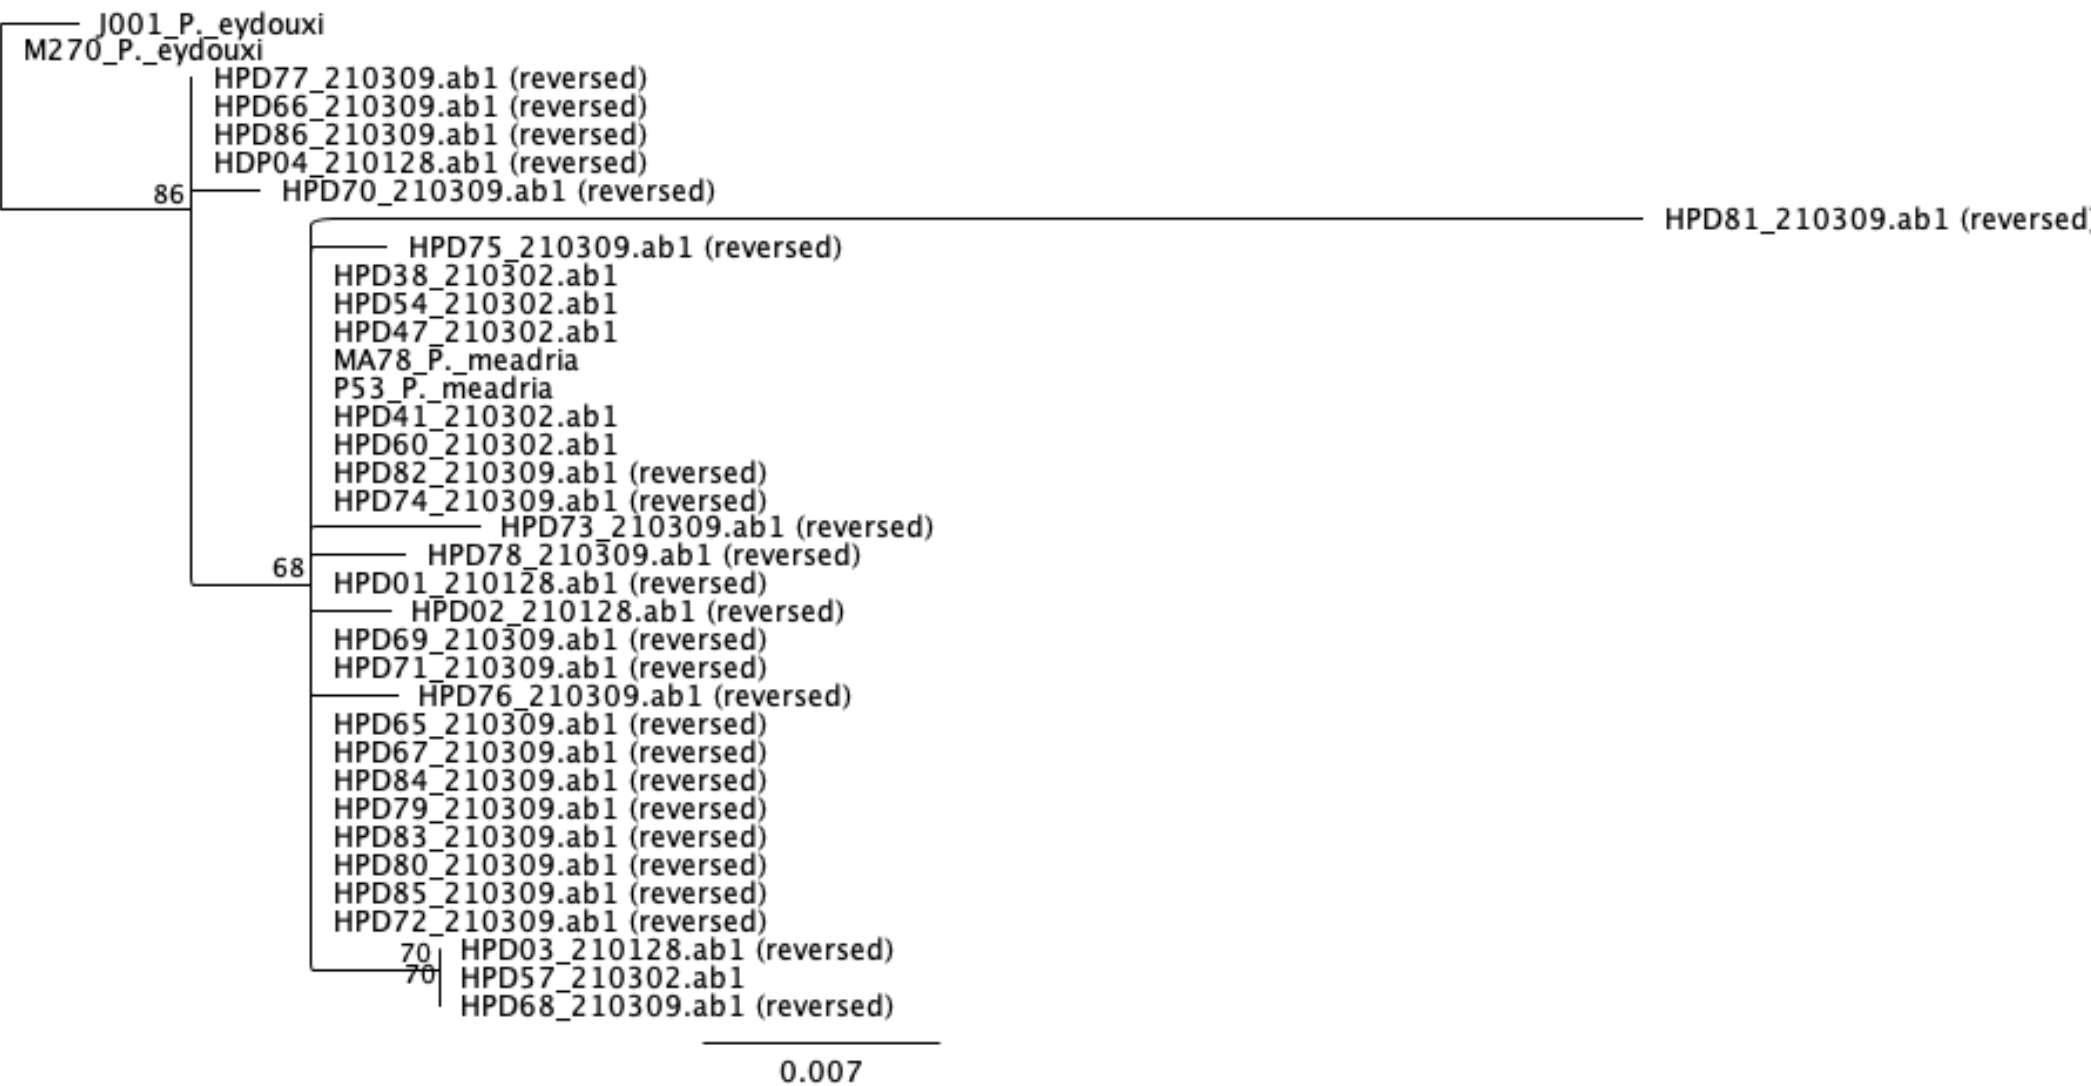 J001_P._eydouxi
M270_P._eydouxi
HPD77_210309.ab1 (reversed)
HPD66_210309.ab1 (reversed)
HPD86_210309.ab1 (reversed)
HDP04_210128.ab1 (reversed)
86
HPD70_210309.ab1 (reversed)
HPD81_210309.ab1 (reversed)
HPD75_210309.ab1 (reversed)
HPD38_210302.ab1
HPD54_210302.ab1
HPD47_210302.ab1
MA78_P._meadria
P53_P._meadria
HPD41_210302.ab1
HPD60_210302.ab1
HPD82_210309.ab1 (reversed)
HPD74_210309.ab1 (reversed)
HPD73_210309.ab1 (reversed)
HPD78_210309.ab1 (reversed)
68
HPD01_210128.ab1 (reversed)
HPD02_210128.ab1 (reversed)
HPD69_210309.ab1 (reversed)
HPD71_210309.ab1 (reversed)
HPD76_210309.ab1 (reversed)
HPD65_210309.ab1 (reversed)
HPD67_210309.ab1 (reversed)
HPD84_210309.ab1 (reversed)
HPD79_210309.ab1 (reversed)
HPD83_210309.ab1 (reversed)
HPD80_210309.ab1 (reversed)
HPD85_210309.ab1 (reversed)
HPD72_210309.ab1 (reversed)
70
HPD03_210128.ab1 (reversed)
70
HPD57_210302.ab1
HPD68_210309.ab1 (reversed)
0.007